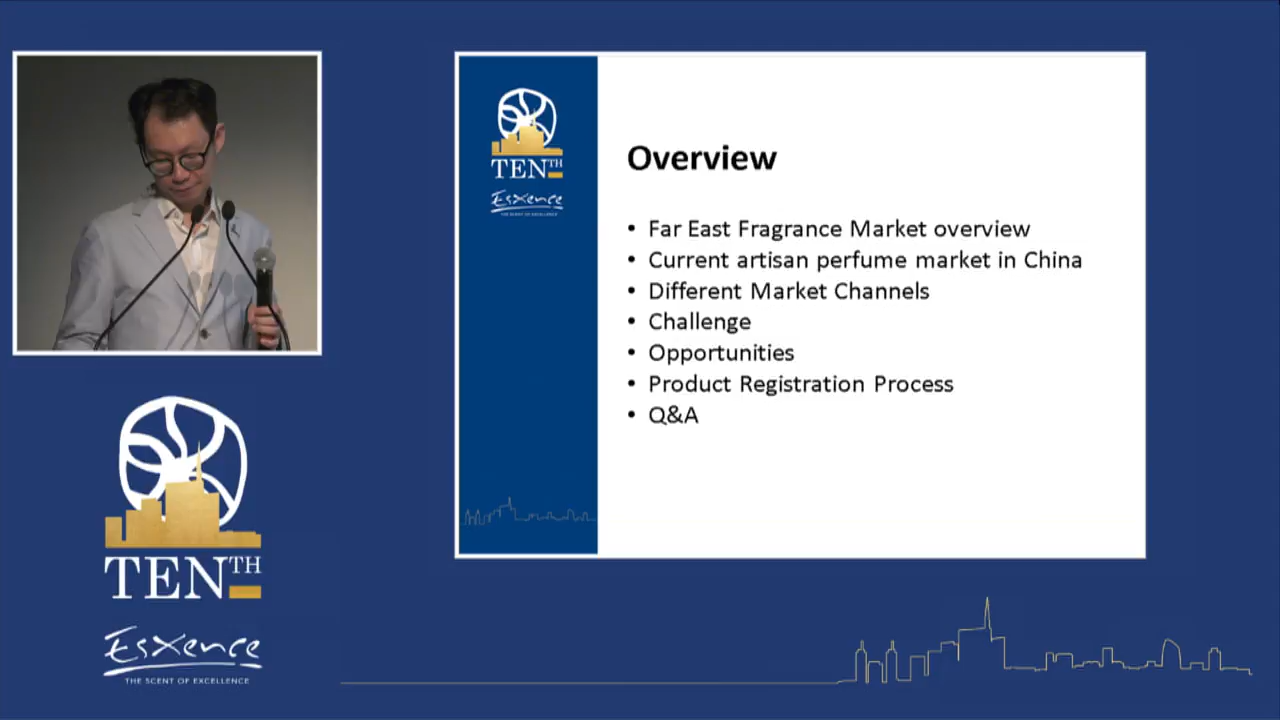 TENTH
Esxence
THE SCENT OF EXCELLENCE
TENTH
Esxence
THE SCENT OF EXCELLENCE
Overview
• Far East Fragrance Market overview
• Current artisan perfume market in China
• Different Market Channels
• Challenge
• Opportunities
• Product Registration Process
• Q&A